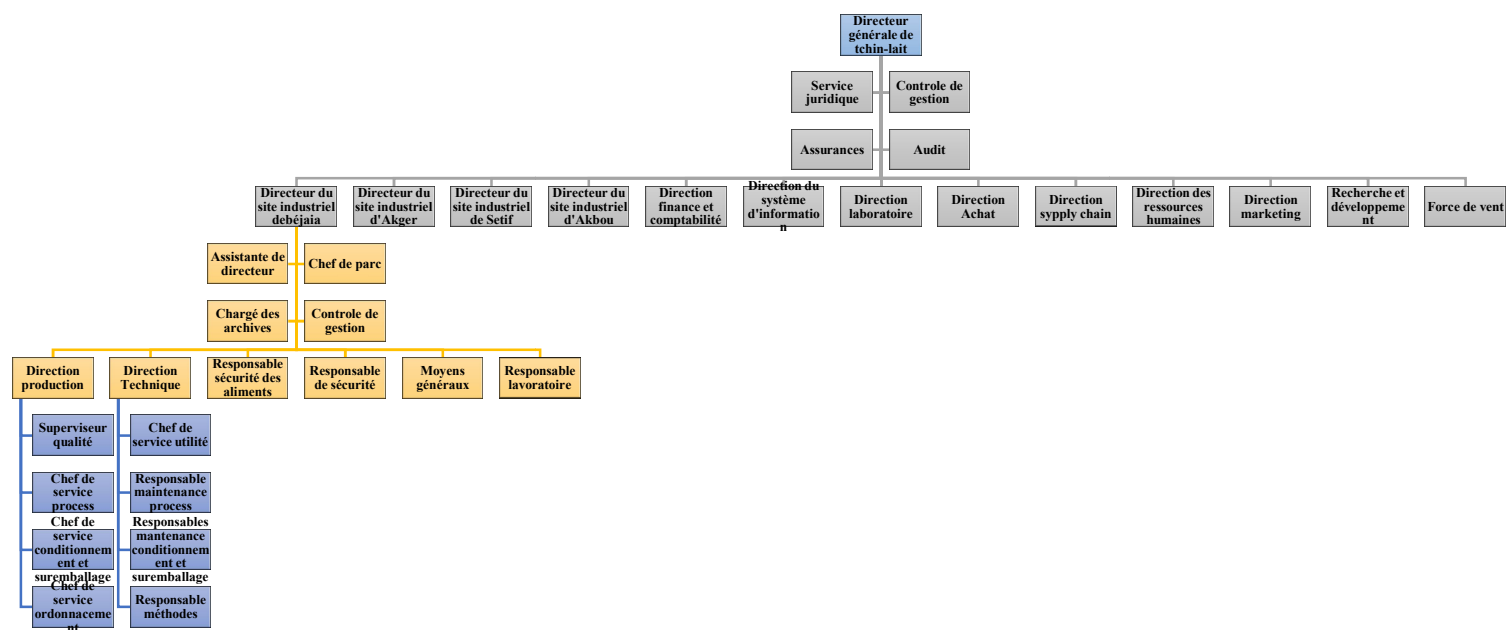 Directeur
générale de
tchin-lait
Service
juridique
Controle de
gestion
Assurances
Audit
Directeur du
site industriel
debéjaia
Directeur du
site industriel
d'Akger
Directeur du
site industriel
de Setif
Directeur du
site industriel
d'Akbou
Direction
finance et
comptabilité
Direction du
système
d'informatio
n
Direction
laboratoire
Direction
Achat
Direction
sypply chain
Direction des
ressources
humaines
Direction
marketing
Recherche et
développeme
nt
Force de vent
Assistante de
directeur
Chef de parc
Chargé des
archives
Controle de
gestion
Direction
production
Direction
Technique
Responsable
sécurité des
aliments
Responsable
de sécurité
Moyens
généraux
Responsable
lavoratoire
Superviseur
qualité
Chef de
service
process
Chef de
service
conditionnem
ent et
suremballage
Chef de
service
ordonnaceme
nt
Chef de
service utilité
Responsable
maintenance
process
Responsables
mantenance
conditionnem
ent et
suremballage
Responsable
méthodes